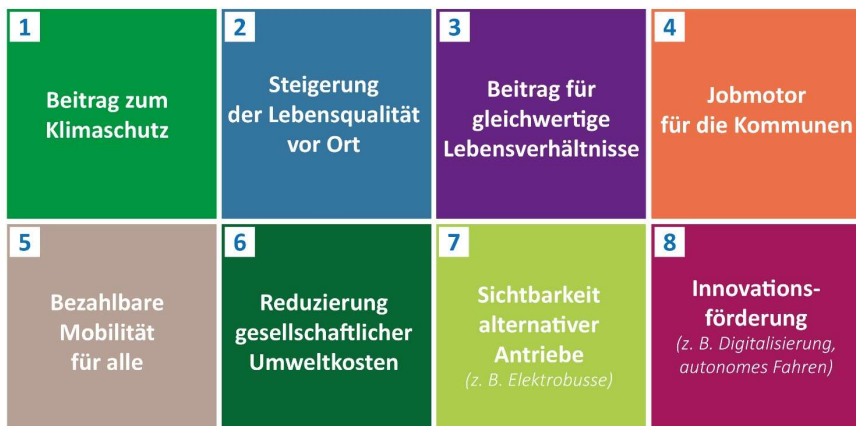 1
Beitrag zum
Klimaschutz
2
Steigerung
der Lebensqualität
vor Ort
3
Beitrag für
gleichwertige
Lebensverhältnisse
4
Jobmotor
für die Kommunen
5
Bezahlbare
Mobilität
für alle
6
Reduzierung
gesellschaftlicher
Umweltkosten
7
Sichtbarkeit
alternativer
Antriebe
(z. B. Elektrobusse)
8
Innovations-
förderung
(z. B. Digitalisierung,
autonomes Fahren)